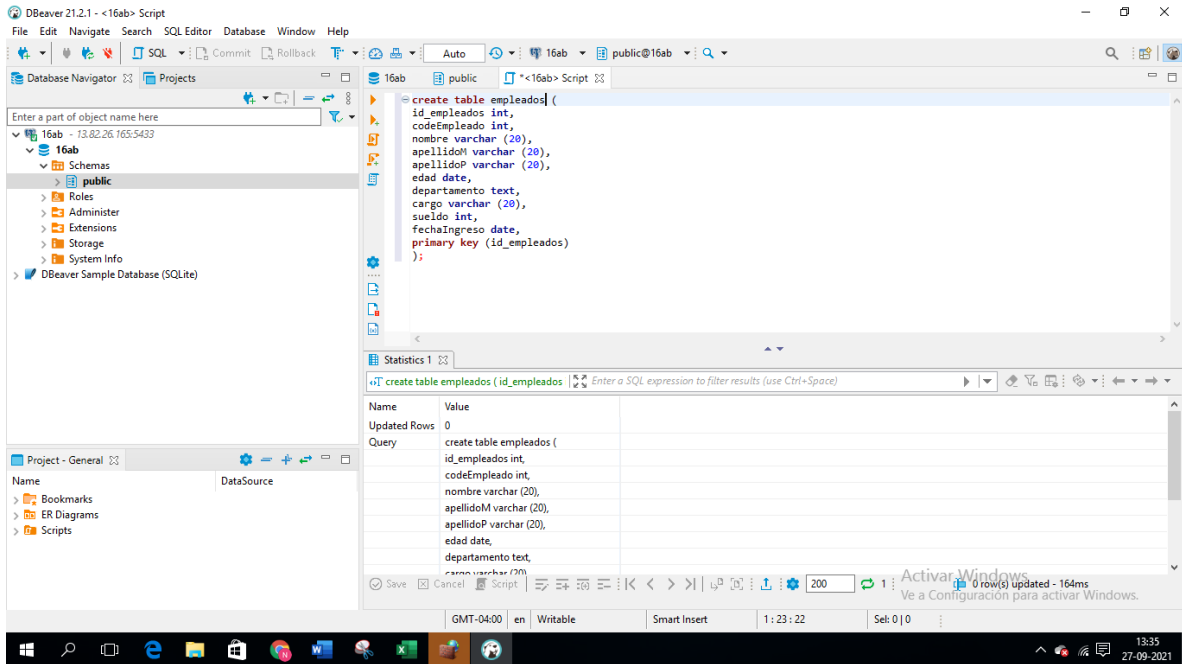 DBeaver 21.2.1 - <16ab> Script
File Edit Navigate Search SQL Editor Database Window Help
SQL Commit Rollback Auto 16ab public@16ab
Database Navigator Projects
Enter a part of object name here
16ab - 13.82.26.165:5433
16ab
Schemas
public
Roles
Administer
Extensions
Storage
System Info
DBeaver Sample Database (SQLite)
Project - General
Name DataSource
Bookmarks
ER Diagrams
Scripts
16ab public *<16ab> Script
create table empleados (
id_empleados int,
codeEmpleado int,
nombre varchar (20),
apellidoM varchar (20),
apellidoP varchar (20),
edad date,
departamento text,
cargo varchar (20),
sueldo int,
fechaIngreso date,
primary key (id_empleados)
);
Statistics 1
create table empleados ( id_empleados Enter a SQL expression to filter results (use Ctrl+Space)
Name Value
Updated Rows 0
Query create table empleados (
id_empleados int,
codeEmpleado int,
nombre varchar (20),
apellidoM varchar (20),
apellidoP varchar (20),
edad date,
departamento text,
cargo varchar (20)
Save Cancel Script 200 1 0 row(s) updated - 164ms
Activar Windows
Ve a Configuración para activar Windows.
GMT-04:00 en Writable Smart Insert 1 : 23 : 22 Sel: 0 | 0
13:35
27-09-2021